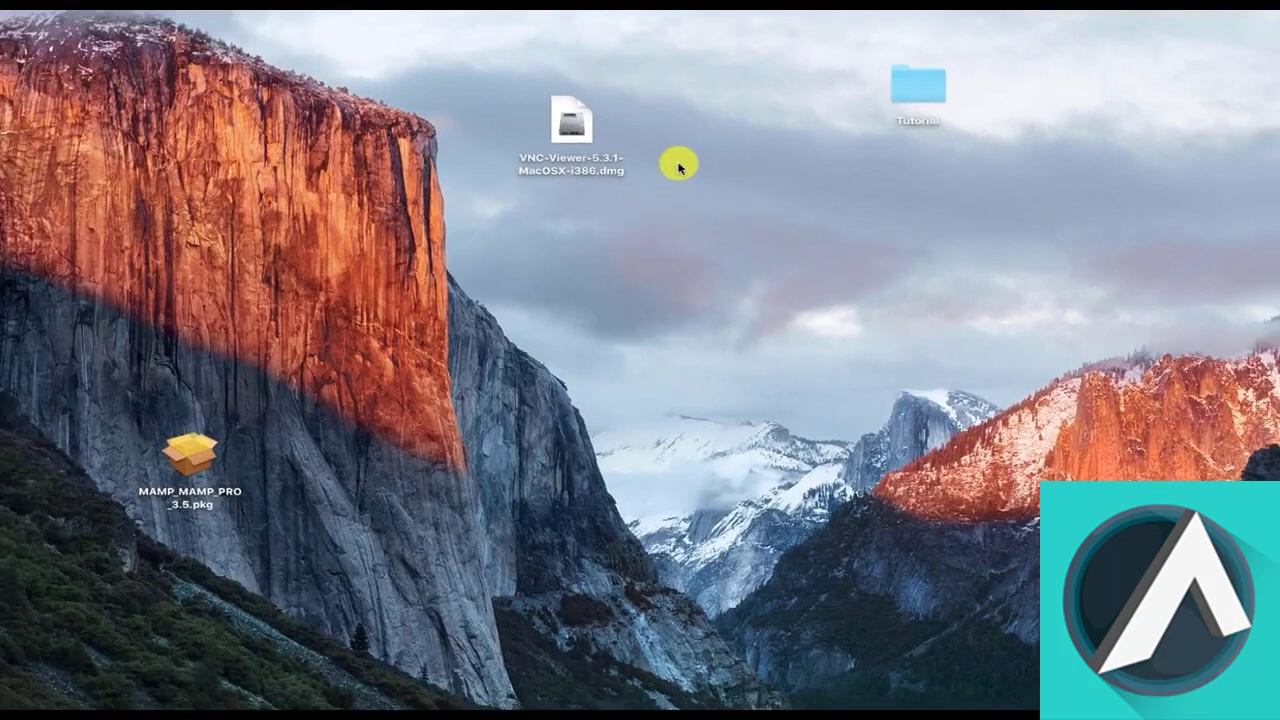 Tutorial
VNC-Viewer-5.3.1-
MacOSX-i386.dmg
MAMP_MAMP_PRO
_3.5.pkg